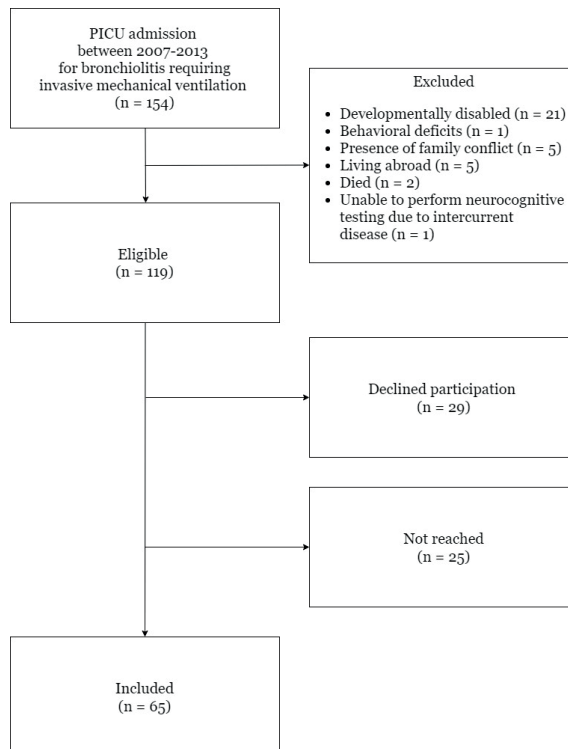 PICU admission
between 2007-2013
for bronchiolitis requiring
invasive mechanical ventilation
(n = 154)
Excluded
• Developmentally disabled (n = 21)
• Behavioral deficits (n = 1)
• Presence of family conflict (n = 5)
• Living abroad (n = 5)
• Died (n = 2)
• Unable to perform neurocognitive
testing due to intercurrent
disease (n = 1)
Eligible
(n = 119)
Declined participation
(n = 29)
Not reached
(n = 25)
Included
(n = 65)